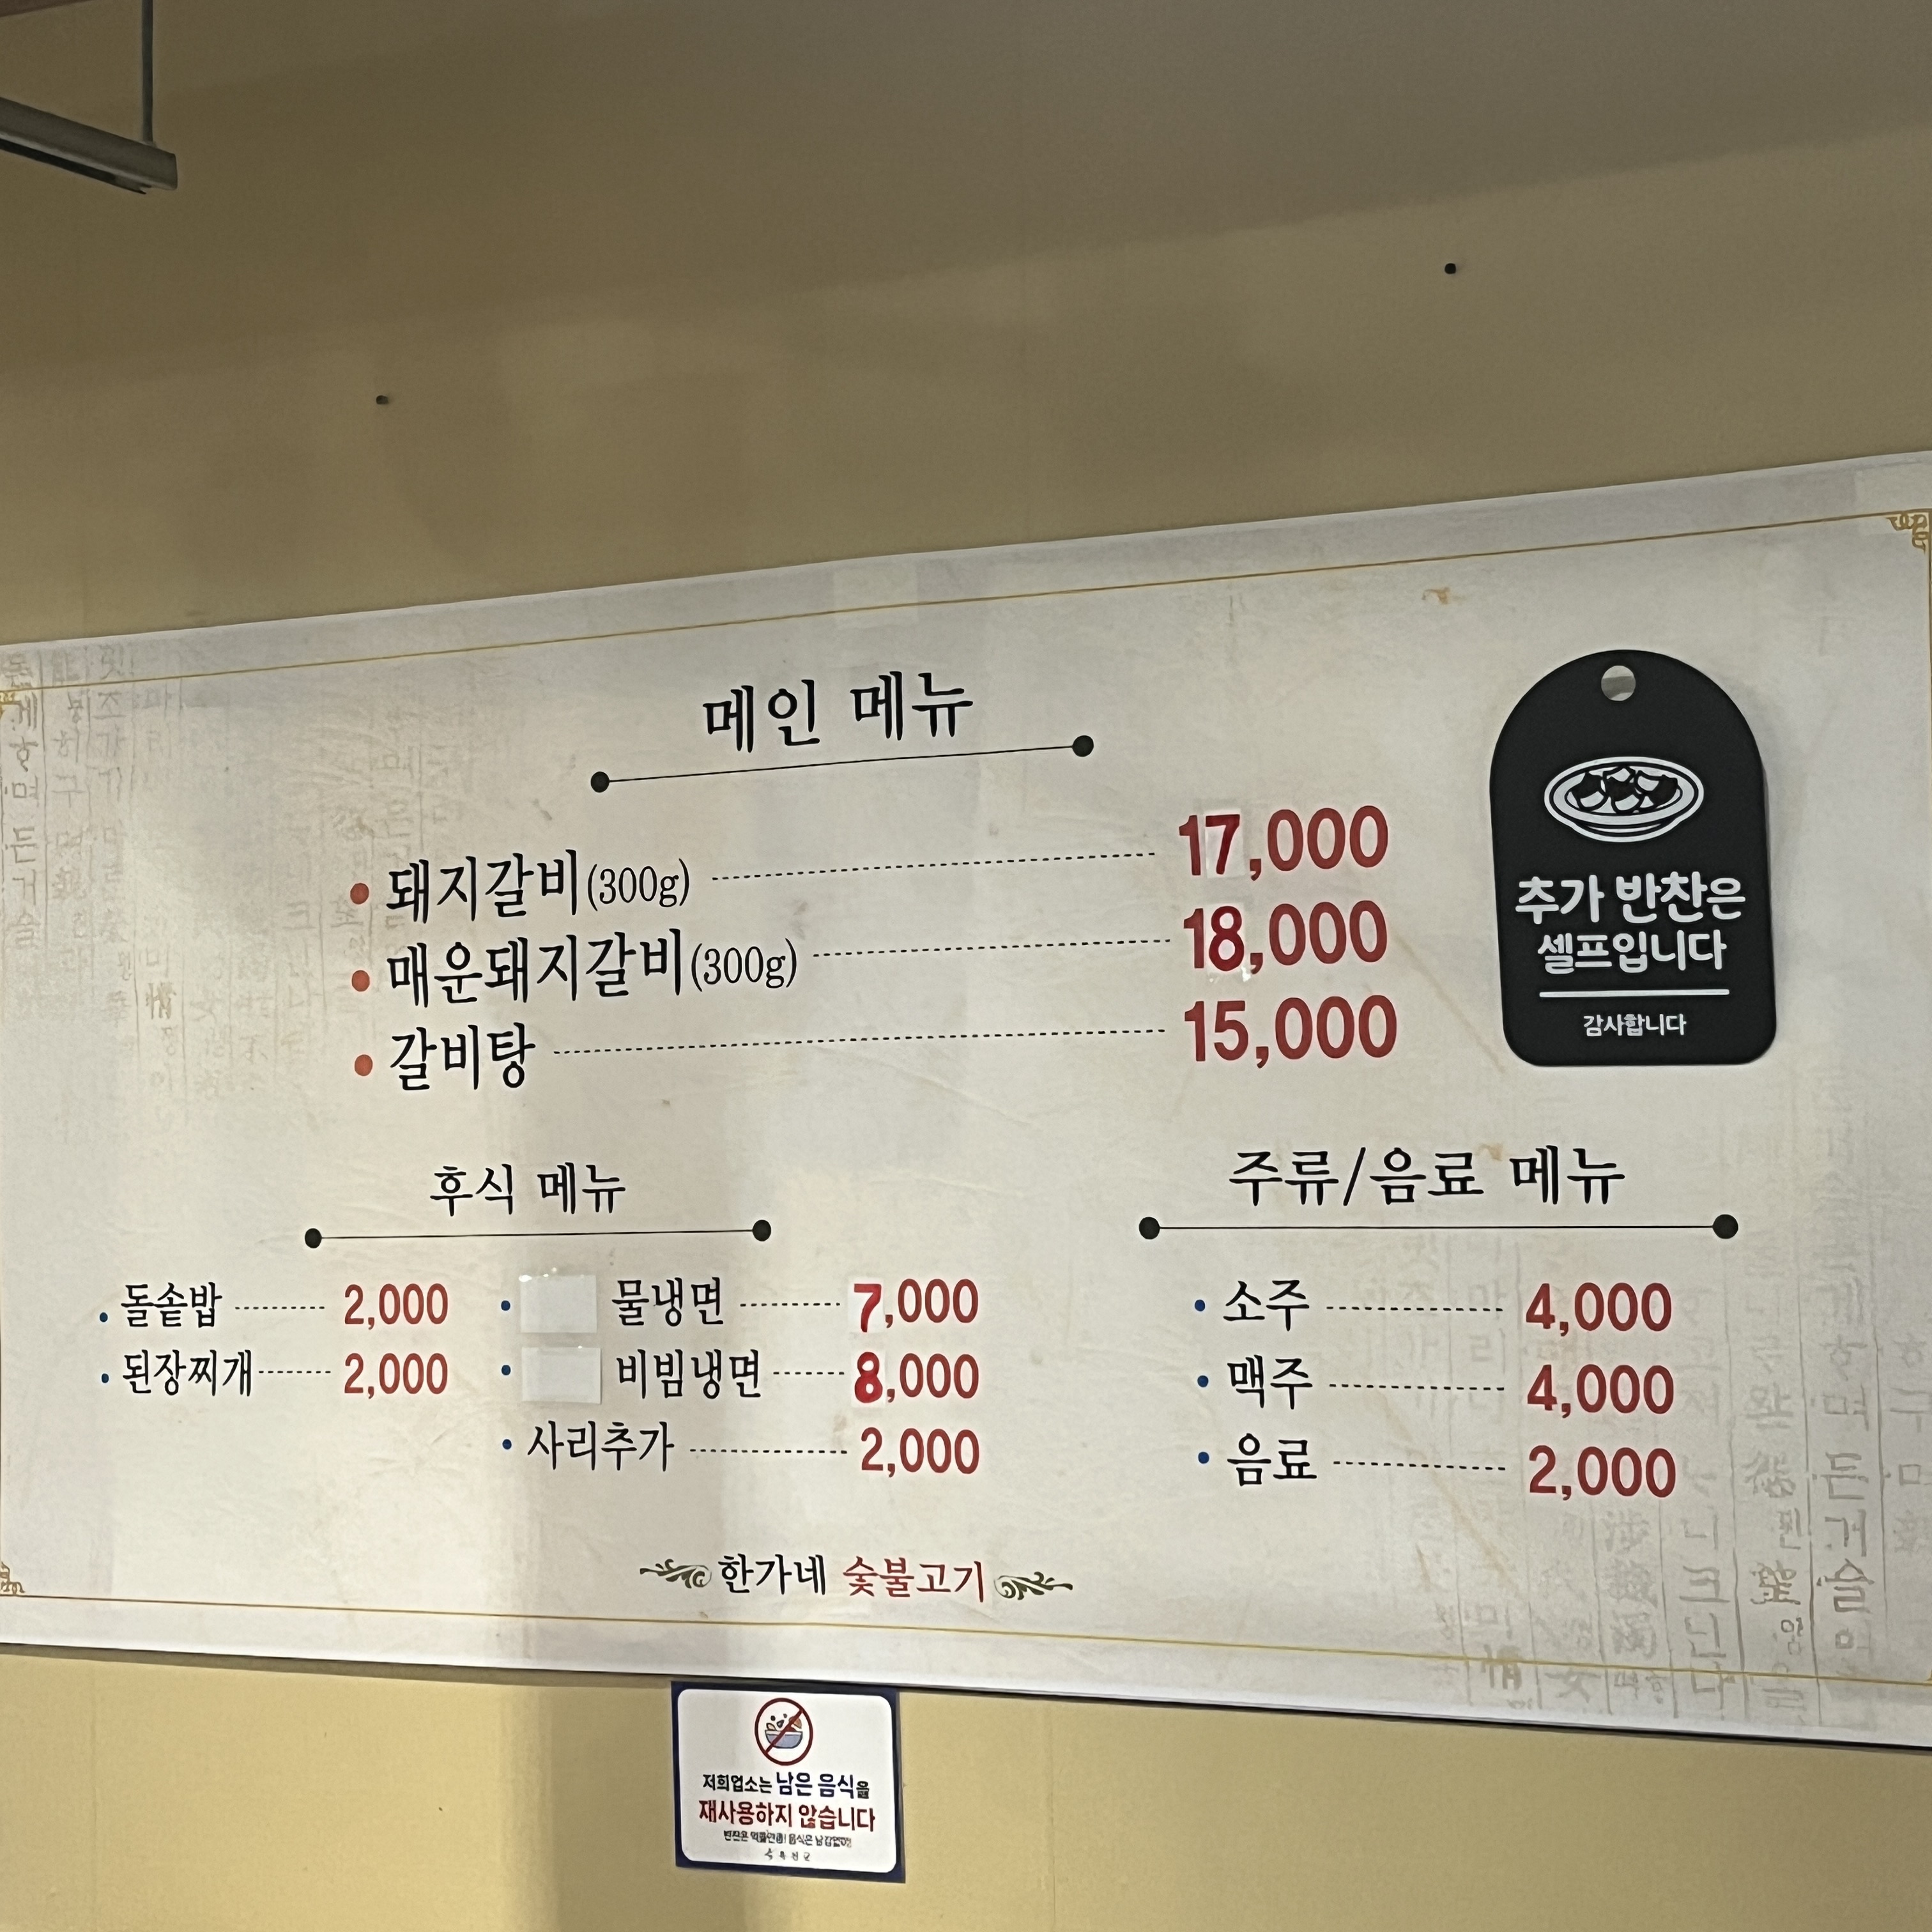 메인 메뉴
돼지갈비(300g) 17,000
매운돼지갈비(300g) 18,000
갈비탕 15,000
추가 반찬은
셀프입니다
감사합니다
후식 메뉴
돌솥밥 2,000
된장찌개 2,000
물냉면 7,000
비빔냉면 8,000
사리추가 2,000
주류/음료 메뉴
소주 4,000
맥주 4,000
음료 2,000
한가네 숯불고기
저희업소는 남은 음식을
재사용하지 않습니다